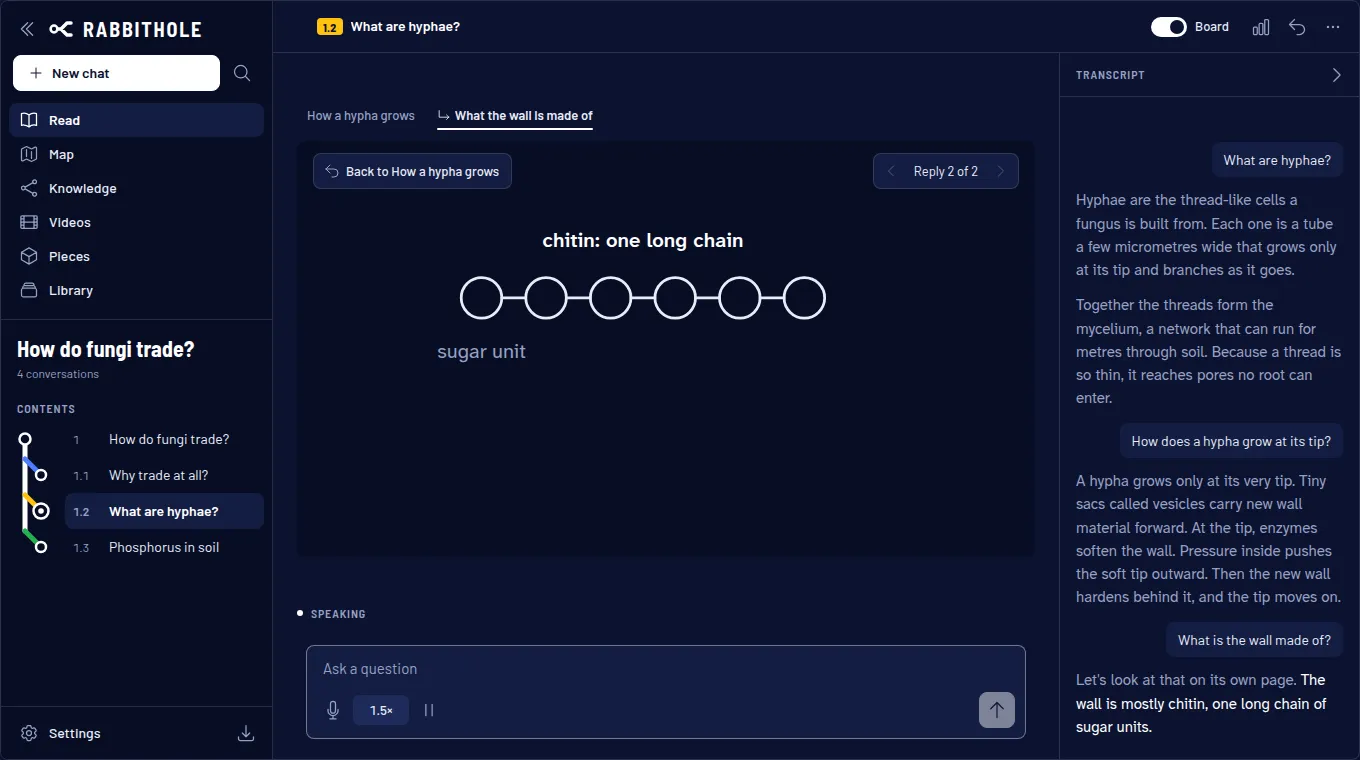 RABBITHOLE
New chat
Read
Map
Knowledge
Videos
Pieces
Library
How do fungi trade?
4 conversations
CONTENTS
1 How do fungi trade?
1.1 Why trade at all?
1.2 What are hyphae?
1.3 Phosphorus in soil
Settings
1.2 What are hyphae?
Board
How a hypha grows
What the wall is made of
Back to How a hypha grows
Reply 2 of 2
chitin: one long chain
sugar unit
SPEAKING
Ask a question
1.5×
TRANSCRIPT
What are hyphae?
Hyphae are the thread-like cells a
fungus is built from. Each one is a tube
a few micrometres wide that grows only
at its tip and branches as it goes.
Together the threads form the
mycelium, a network that can run for
metres through soil. Because a thread is
so thin, it reaches pores no root can
enter.
How does a hypha grow at its tip?
A hypha grows only at its very tip. Tiny
sacs called vesicles carry new wall
material forward. At the tip, enzymes
soften the wall. Pressure inside pushes
the soft tip outward. Then the new wall
hardens behind it, and the tip moves on.
What is the wall made of?
Let's look at that on its own page. The
wall is mostly chitin, one long chain of
sugar units.